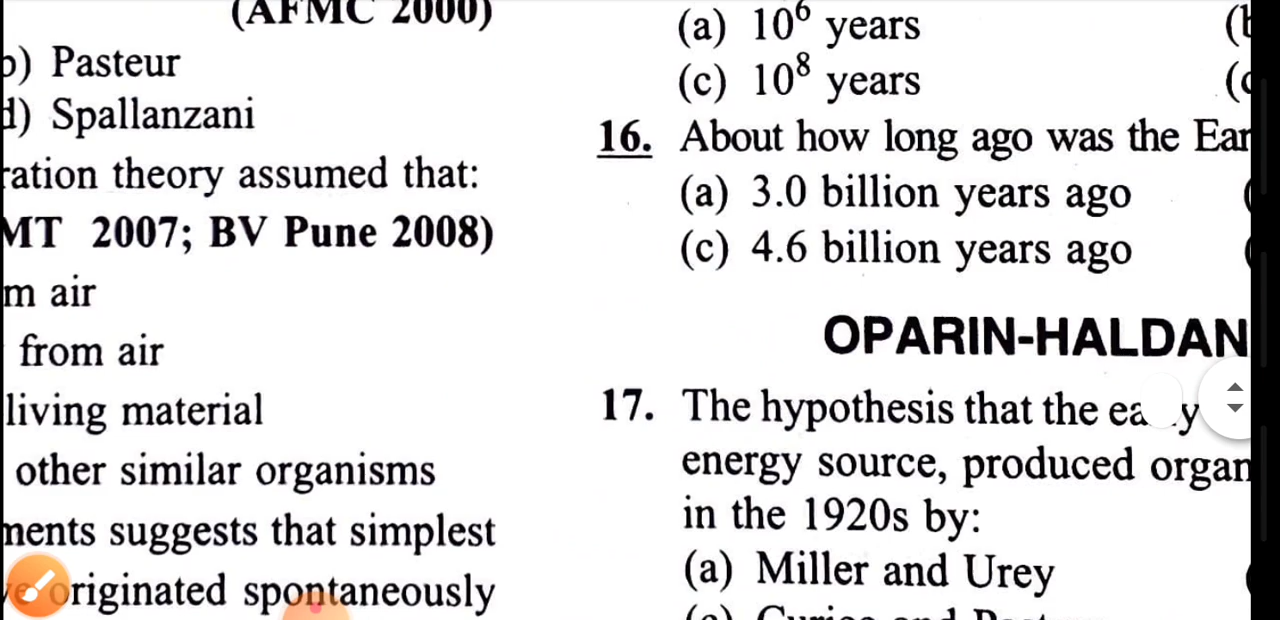 (AFMC 2000)
b) Pasteur
d) Spallanzani
ration theory assumed that:
MT 2007; BV Pune 2008)
m air
from air
living material
other similar organisms
ments suggests that simplest
originated spontaneously
(a) 10⁶ years
(c) 10⁸ years
16. About how long ago was the Ear
(a) 3.0 billion years ago
(c) 4.6 billion years ago
OPARIN-HALDAN
17. The hypothesis that the
energy source, produced organ
in the 1920s by:
(a) Miller and Urey